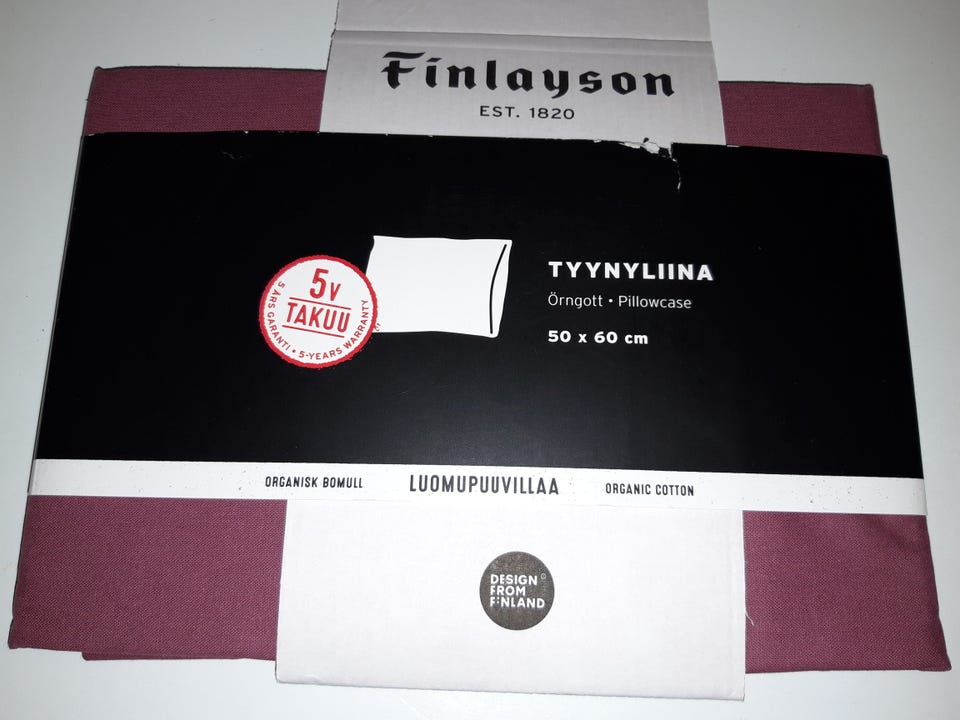 Finlayson
EST. 1820
5V
TAKUU
5 ÅRS GARANTI • 5-YEARS WARRANTY
TYYNYLIINA
Örngott • Pillowcase
50 x 60 cm
ORGANISK BOMULL LUOMUPUUVILLAA ORGANIC COTTON
DESIGN
FROM
FINLAND